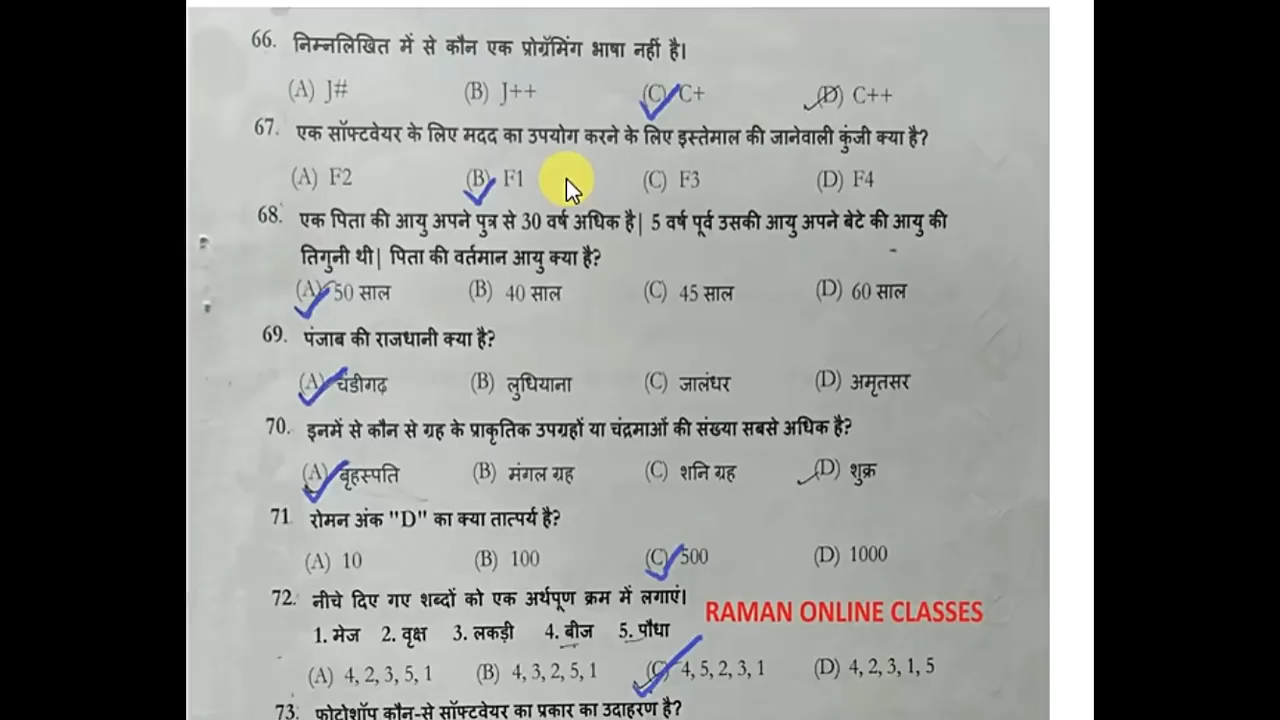 66. निम्नलिखित में से कौन एक प्रोग्रॅमिंग भाषा नहीं है।
(A) J# (B) J++ (C) C+ (D) C++
67. एक सॉफ्टवेयर के लिए मदद का उपयोग करने के लिए इस्तेमाल की जानेवाली कुंजी क्या है?
(A) F2 (B) F1 (C) F3 (D) F4
68. एक पिता की आयु अपने पुत्र से 30 वर्ष अधिक है| 5 वर्ष पूर्व उसकी आयु अपने बेटे की आयु की
तिगुनी थी| पिता की वर्तमान आयु क्या है?
(A) 50 साल (B) 40 साल (C) 45 साल (D) 60 साल
69. पंजाब की राजधानी क्या है?
(A) चंडीगढ़ (B) लुधियाना (C) जालंधर (D) अमृतसर
70. इनमें से कौन से ग्रह के प्राकृतिक उपग्रहों या चंद्रमाओं की संख्या सबसे अधिक है?
(A) बृहस्पति (B) मंगल ग्रह (C) शनि ग्रह (D) शुक्र
71 रोमन अंक "D" का क्या तात्पर्य है?
(A) 10 (B) 100 (C) 500 (D) 1000
72. नीचे दिए गए शब्दों को एक अर्थपूण क्रम में लगाएं।
RAMAN ONLINE CLASSES
1. मेज 2. वृक्ष 3. लकड़ी 4. बीज 5. पौधा
(A) 4, 2, 3, 5, 1 (B) 4, 3, 2, 5, 1 (C) 4, 5, 2, 3, 1 (D) 4, 2, 3, 1, 5
73. फोटोशॉप कौन-से सॉफ्टवेयर का प्रकार का उदाहरण है?